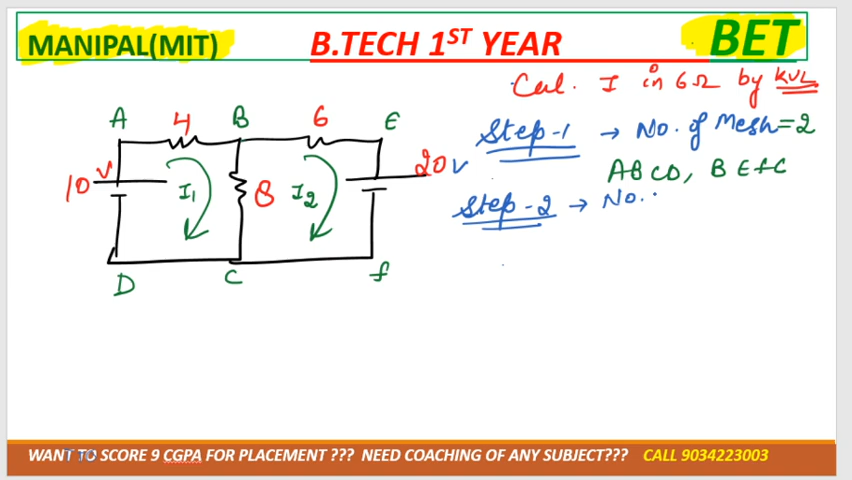 MANIPAL(MIT)
B.TECH 1ST YEAR
BET
Cal. I in 6Ω by KVL
Step-1 → No. of Mesh=2
ABCD, BEfC
Step-2 → No.
A 4 B 6 E
10 V I1 8 I2 20 V
D C f
WANT TO SCORE 9 CGPA FOR PLACEMENT ??? NEED COACHING OF ANY SUBJECT??? CALL 9034223003